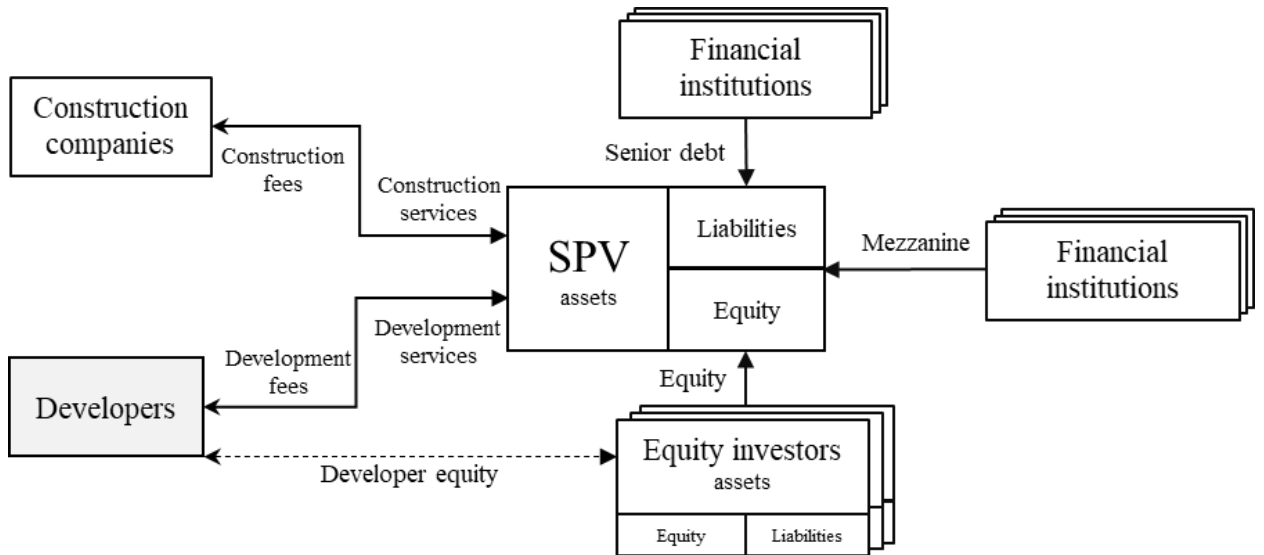 Financial
institutions
Construction
companies
Construction
fees
Senior debt
Construction
services
SPV
assets
Liabilities
Equity
Mezzanine
Financial
institutions
Development
services
Development
fees
Developers
Equity
Equity investors
assets
Equity
Liabilities
Developer equity